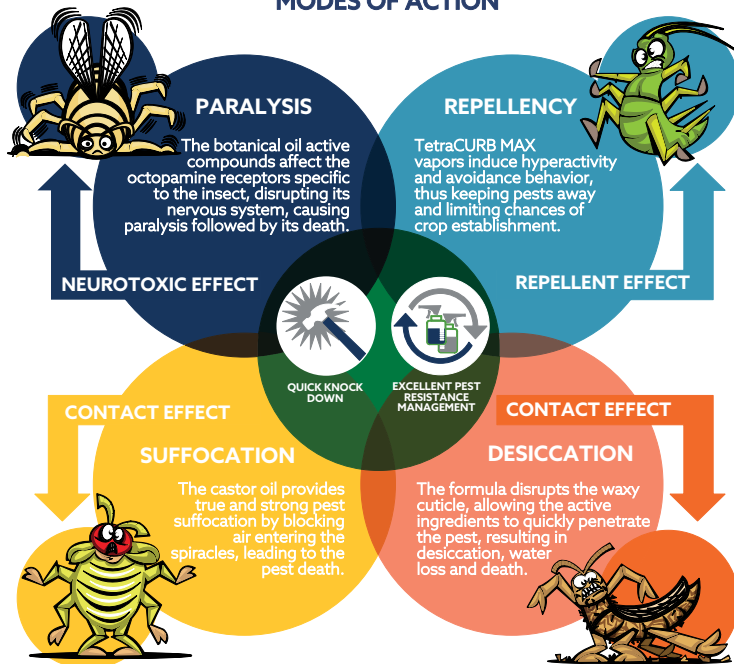 MODES OF ACTION
PARALYSIS
The botanical oil active
compounds affect the
octopamine receptors specific
to the insect, disrupting its
nervous system, causing
paralysis followed by its death.
NEUROTOXIC EFFECT
REPELLENCY
TetraCURB MAX
vapors induce hyperactivity
and avoidance behavior,
thus keeping pests away
and limiting chances of
crop establishment.
REPELLENT EFFECT
QUICK KNOCK
DOWN
EXCELLENT PEST
RESISTANCE
MANAGEMENT
CONTACT EFFECT
SUFFOCATION
The castor oil provides
true and strong pest
suffocation by blocking
air entering the
spiracles, leading to the
pest death.
CONTACT EFFECT
DESICCATION
The formula disrupts the waxy
cuticle, allowing the active
ingredients to quickly penetrate
the pest, resulting in
desiccation, water
loss and death.